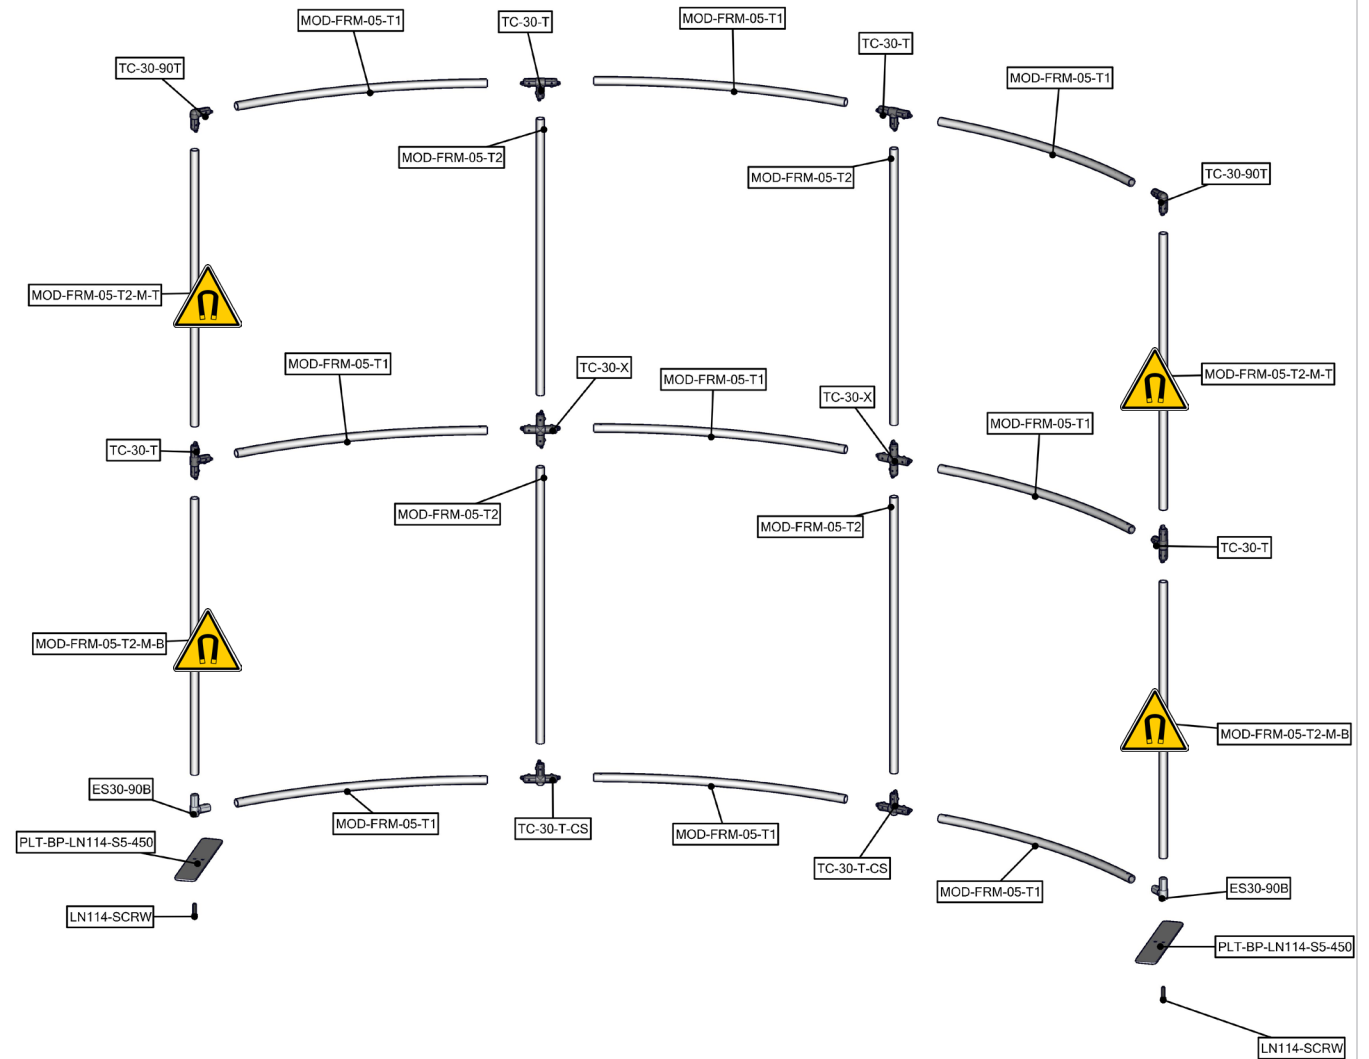 MOD-FRM-05-T1
TC-30-T
MOD-FRM-05-T1
TC-30-T
TC-30-90T
MOD-FRM-05-T1
MOD-FRM-05-T2
MOD-FRM-05-T2
TC-30-90T
MOD-FRM-05-T2-M-T
MOD-FRM-05-T1
TC-30-X
MOD-FRM-05-T1
MOD-FRM-05-T2-M-T
TC-30-X
MOD-FRM-05-T1
TC-30-T
MOD-FRM-05-T2
MOD-FRM-05-T2
TC-30-T
MOD-FRM-05-T2-M-B
MOD-FRM-05-T2-M-B
ES30-90B
MOD-FRM-05-T1
TC-30-T-CS
MOD-FRM-05-T1
PLT-BP-LN114-S5-450
TC-30-T-CS
MOD-FRM-05-T1
ES30-90B
LN114-SCRW
PLT-BP-LN114-S5-450
LN114-SCRW